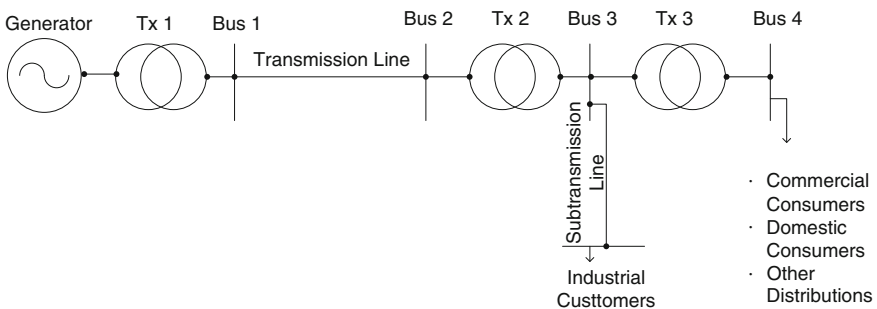 Generator
Tx 1
Bus 1
Transmission Line
Bus 2
Tx 2
Bus 3
Tx 3
Bus 4
Subtransmission
Line
Industrial
Custtomers
· Commercial
Consumers
· Domestic
Consumers
· Other
Distributions